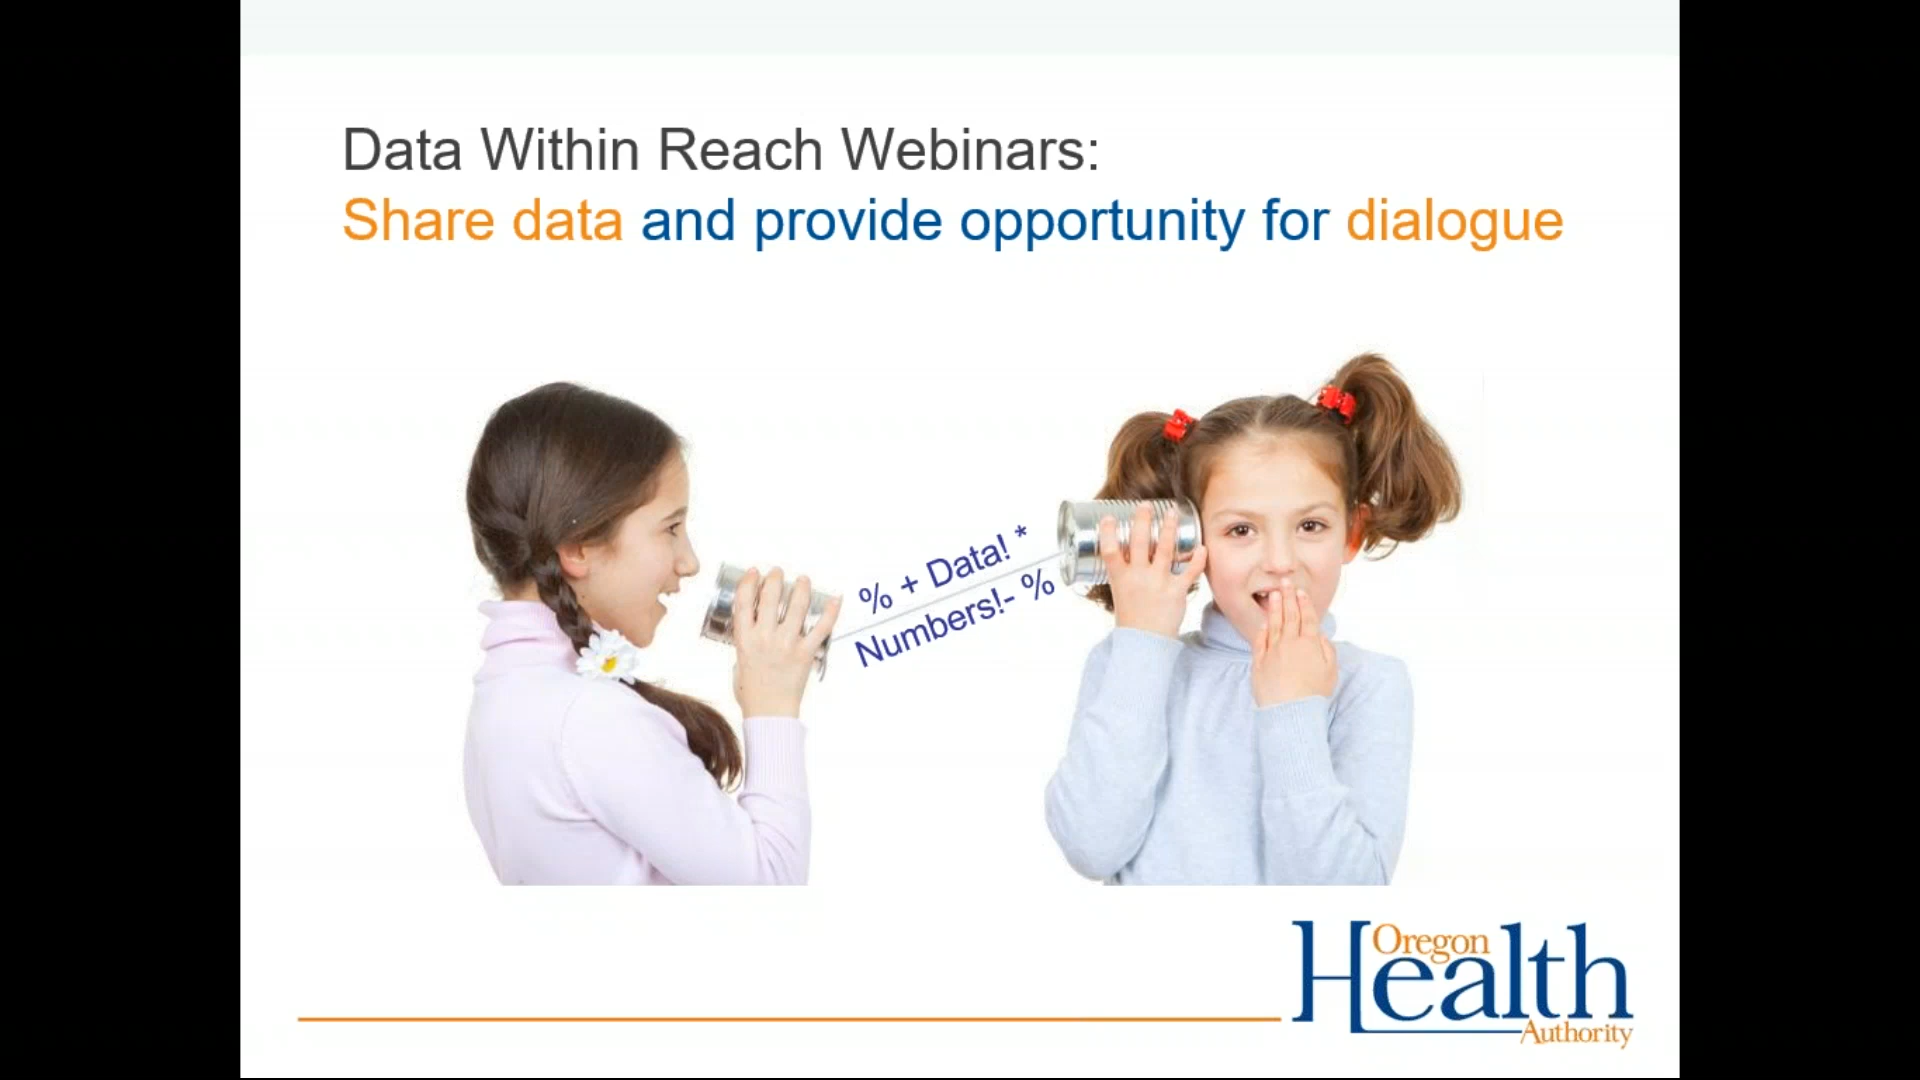 Data Within Reach Webinars:
Share data and provide opportunity for dialogue
% + Data! *
Numbers!- %
Oregon
Health
Authority